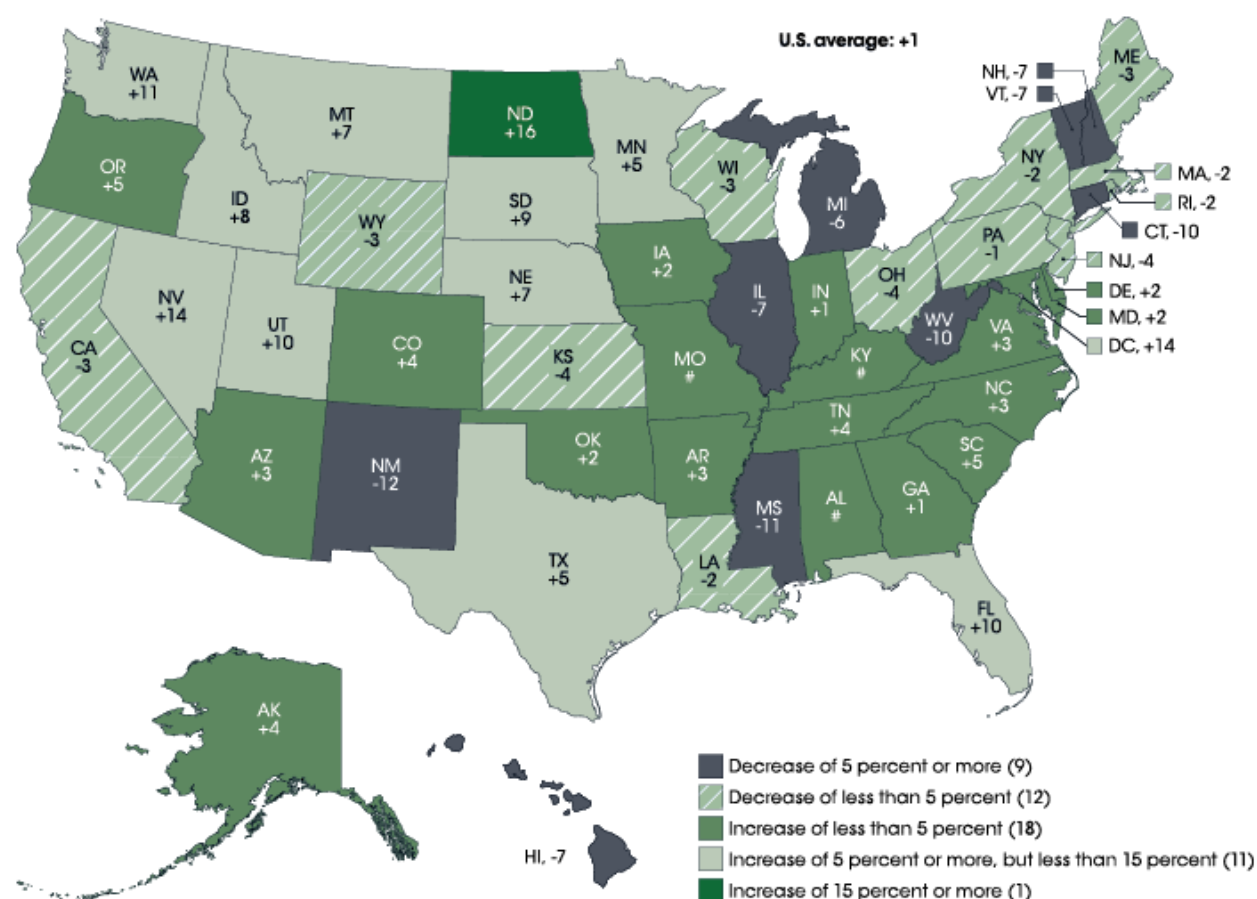 U.S. average: +1
WA
+11
OR
+5
CA
-3
NV
+14
ID
+8
MT
+7
WY
-3
UT
+10
AZ
+3
CO
+4
NM
-12
ND
+16
SD
+9
NE
+7
KS
-4
OK
+2
TX
+5
MN
+5
IA
+2
MO
#
AR
+3
LA
-2
WI
-3
IL
-7
MI
-6
IN
+1
OH
-4
KY
#
TN
+4
MS
-11
AL
#
GA
+1
FL
+10
SC
+5
NC
+3
VA
+3
WV
-10
PA
-1
NY
-2
ME
-3
NH, -7
VT, -7
MA, -2
RI, -2
CT, -10
NJ, -4
DE, +2
MD, +2
DC, +14
AK
+4
HI, -7
Decrease of 5 percent or more (9)
Decrease of less than 5 percent (12)
Increase of less than 5 percent (18)
Increase of 5 percent or more, but less than 15 percent (11)
Increase of 15 percent or more (1)